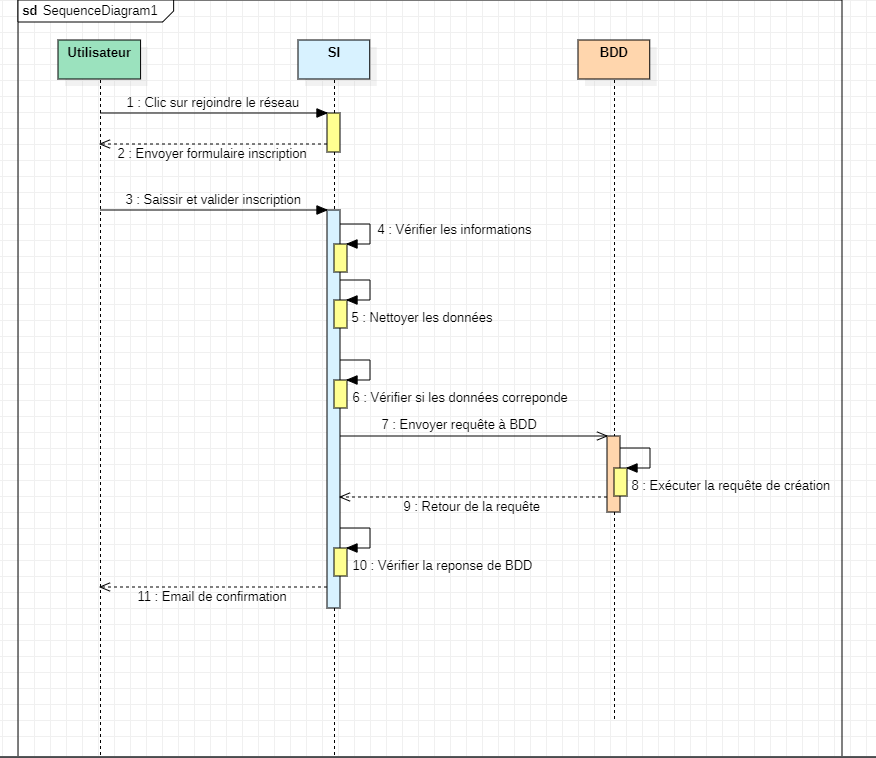 sd SequenceDiagram1
Utilisateur
SI
BDD
1 : Clic sur rejoindre le réseau
2 : Envoyer formulaire inscription
3 : Saissir et valider inscription
4 : Vérifier les informations
5 : Nettoyer les données
6 : Vérifier si les données correponde
7 : Envoyer requête à BDD
8 : Exécuter la requête de création
9 : Retour de la requête
10 : Vérifier la reponse de BDD
11 : Email de confirmation